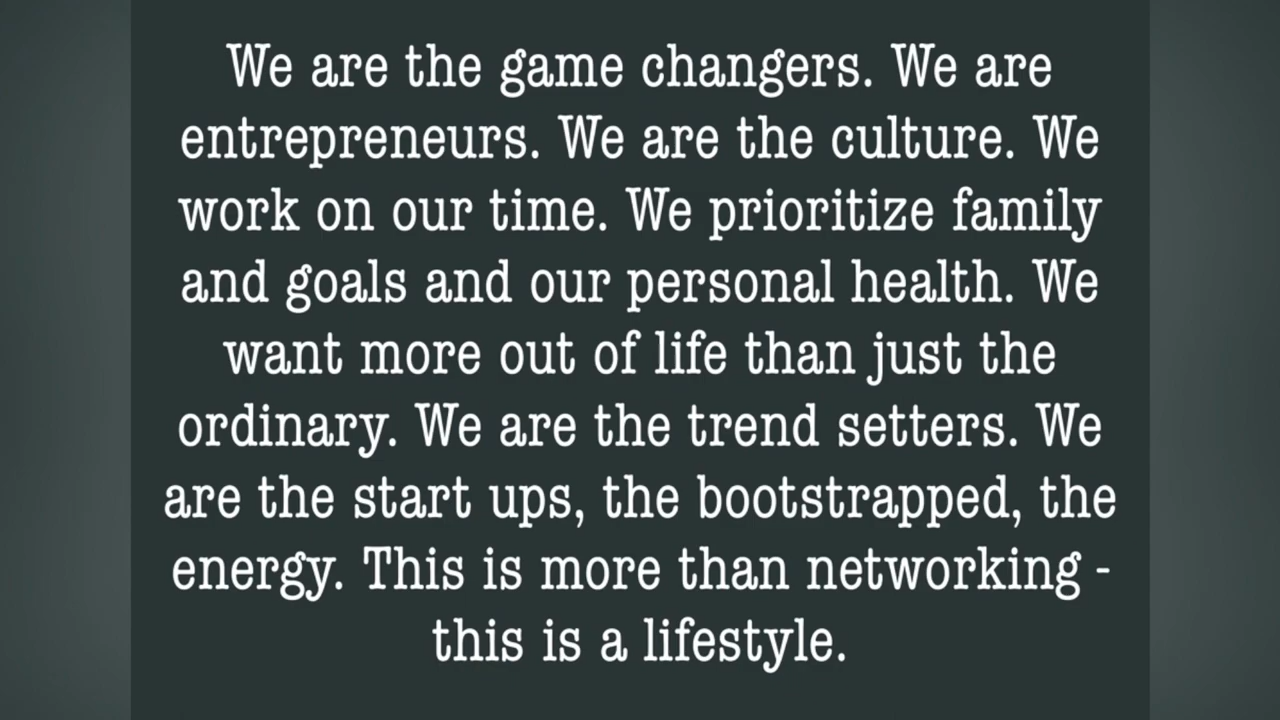 We are the game changers. We are
entrepreneurs. We are the culture. We
work on our time. We prioritize family
and goals and our personal health. We
want more out of life than just the
ordinary. We are the trend setters. We
are the start ups, the bootstrapped, the
energy. This is more than networking -
this is a lifestyle.